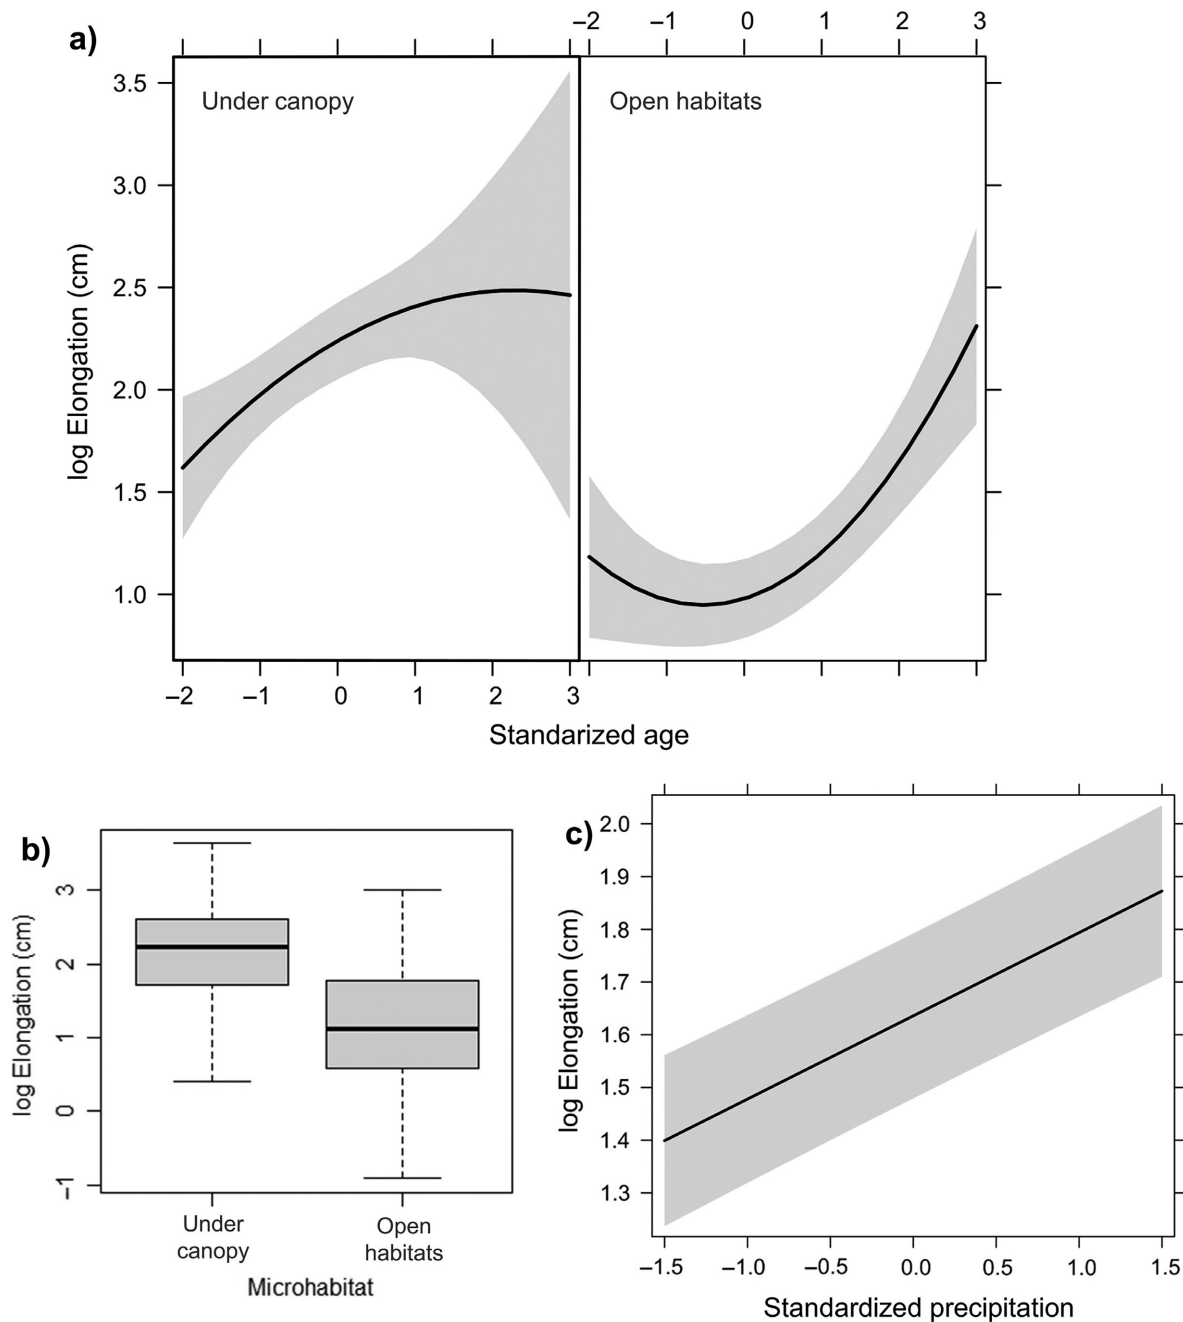 a)
–2 –1 0 1 2 3
Under canopy
Open habitats
3.5
3.0
2.5
2.0
1.5
1.0
log Elongation (cm)
–2 –1 0 1 2 3
Standarized age
b)
3
2
1
0
–1
log Elongation (cm)
Under
canopy
Open
habitats
Microhabitat
c)
2.0
1.9
1.8
1.7
1.6
1.5
1.4
1.3
log Elongation (cm)
–1.5 –1.0 –0.5 0.0 0.5 1.0 1.5
Standardized precipitation